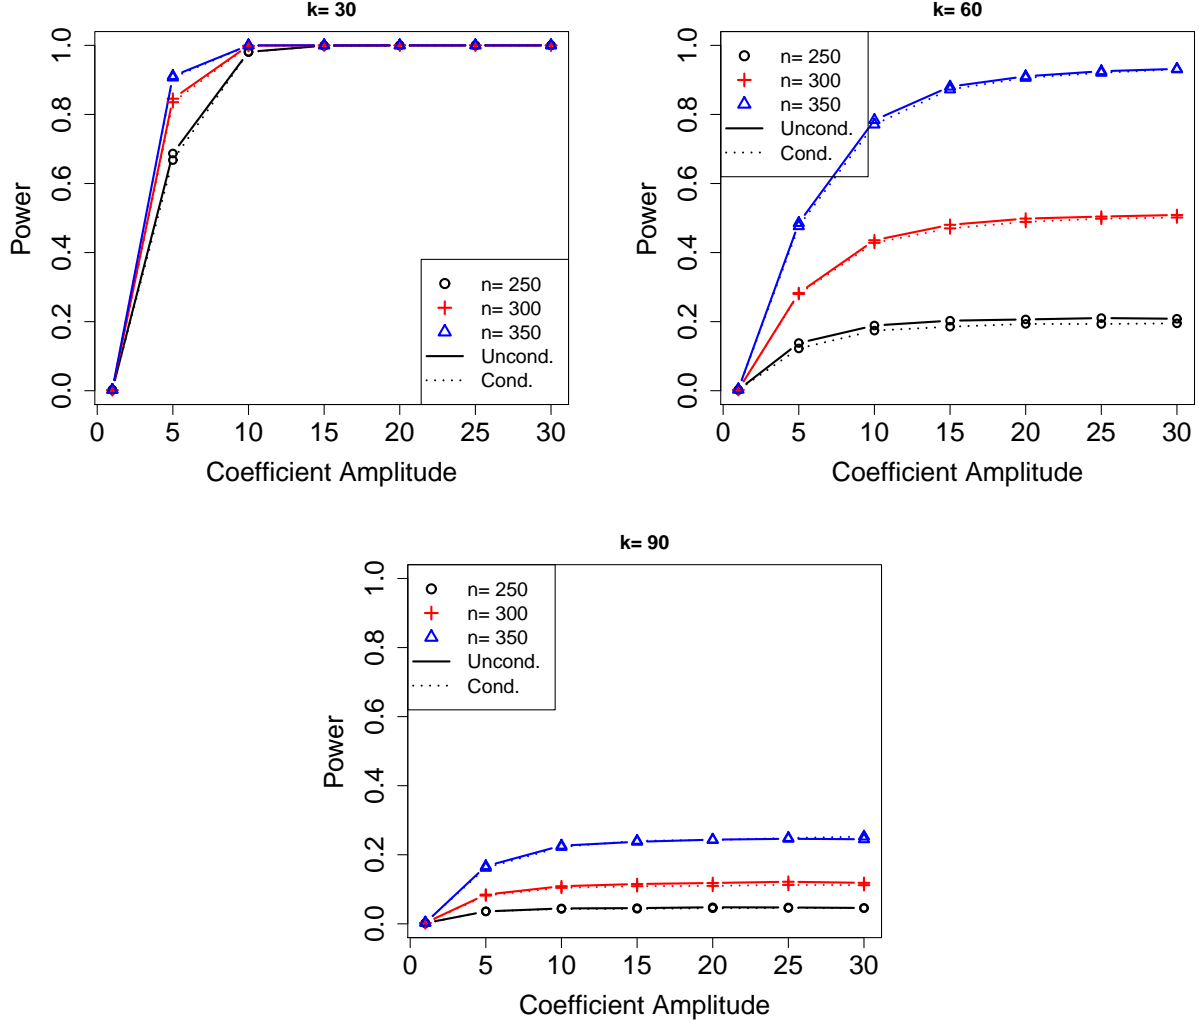 k= 30
Power
0.0 0.2 0.4 0.6 0.8 1.0
n= 250
n= 300
n= 350
Uncond.
Cond.
0 5 10 15 20 25 30
Coefficient Amplitude
k= 60
Power
0.0 0.2 0.4 0.6 0.8 1.0
n= 250
n= 300
n= 350
Uncond.
Cond.
0 5 10 15 20 25 30
Coefficient Amplitude
k= 90
Power
0.0 0.2 0.4 0.6 0.8 1.0
n= 250
n= 300
n= 350
Uncond.
Cond.
0 5 10 15 20 25 30
Coefficient Amplitude